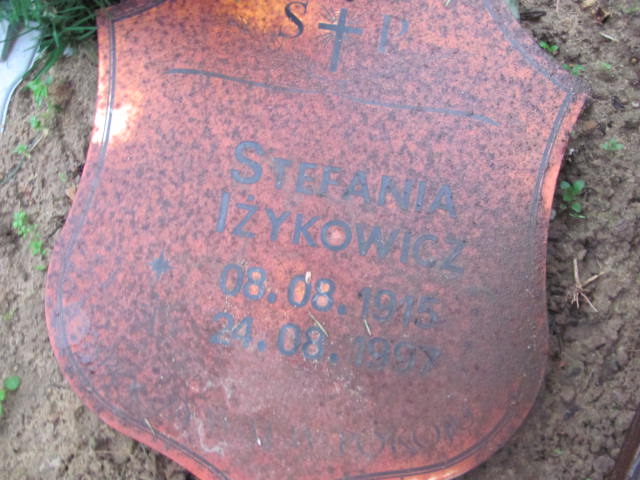 S P
STEFANIA
IŻYKOWICZ
08.08.1915
24.08.1997